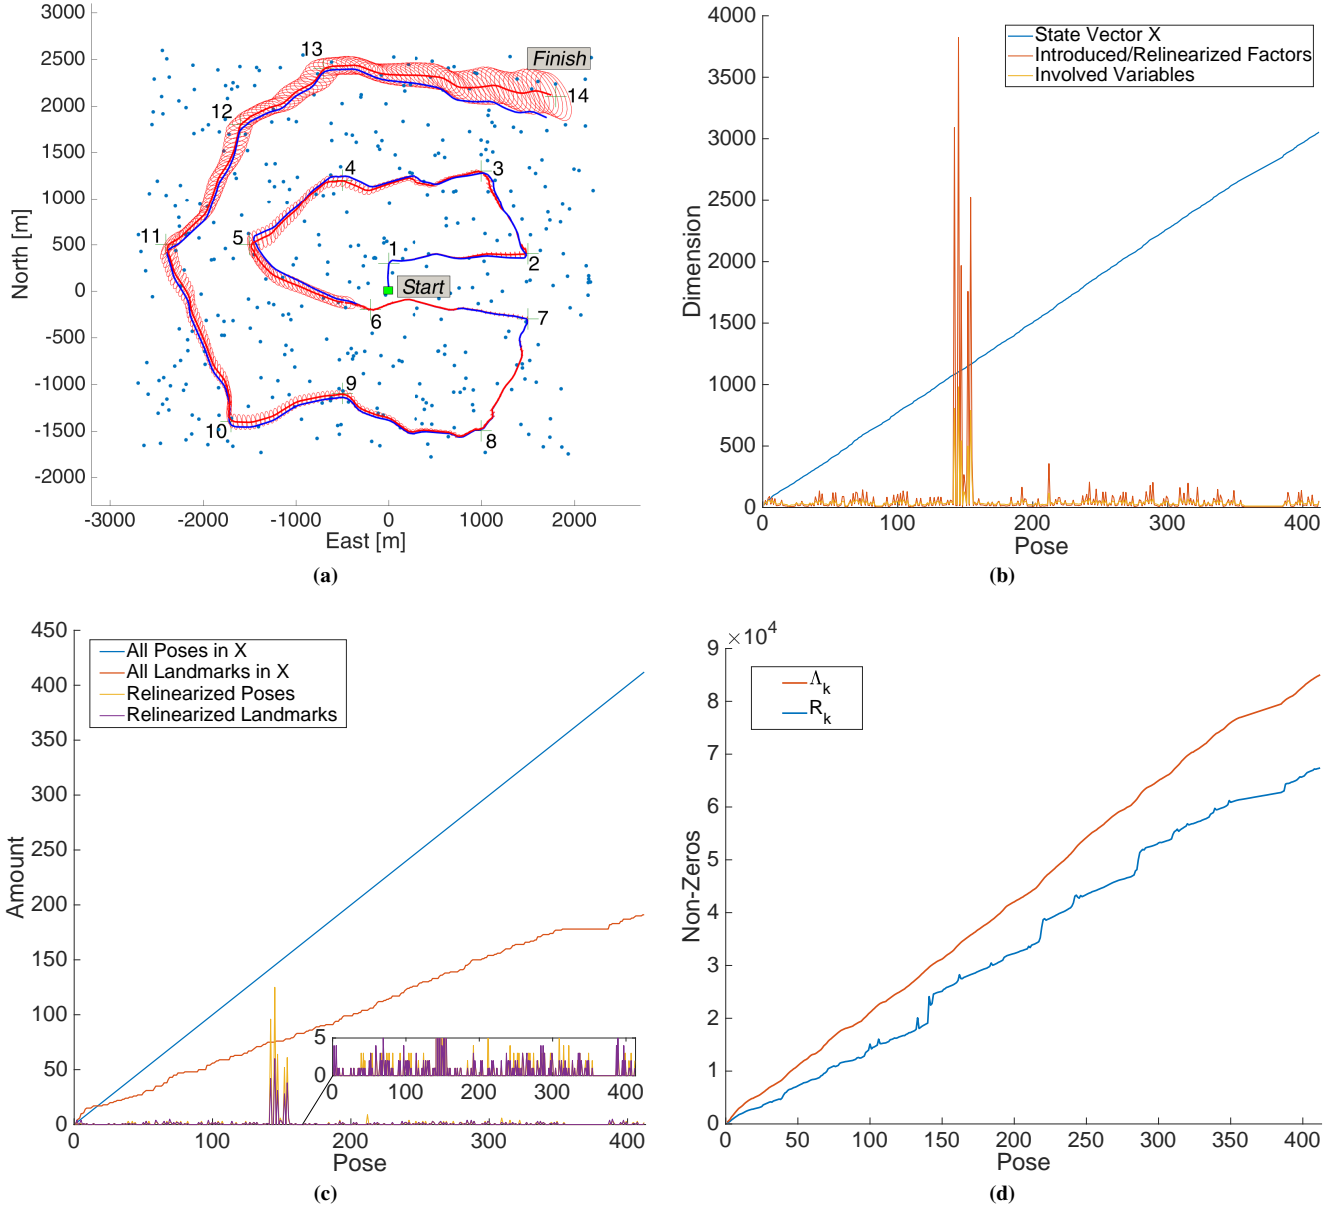 3000
2500
2000
1500
1000
500
0
-500
-1000
-1500
-2000
North [m]
-3000 -2000 -1000 0 1000 2000
East [m]
13
Finish
14
12
4
3
11
5
1
2
Start
6
7
9
10
8
(a)
4000
3500
3000
2500
2000
1500
1000
500
0
Dimension
State Vector X
Introduced/Relinearized Factors
Involved Variables
0 100 200 300 400
Pose
(b)
450
400
350
300
250
200
150
100
50
0
Amount
All Poses in X
All Landmarks in X
Relinearized Poses
Relinearized Landmarks
5
0
0 100 200 300 400
0 100 200 300 400
Pose
(c)
×10⁴
9
8
7
6
5
4
3
2
1
0
Non-Zeros
Λ_k
R_k
0 50 100 150 200 250 300 350 400
Pose
(d)